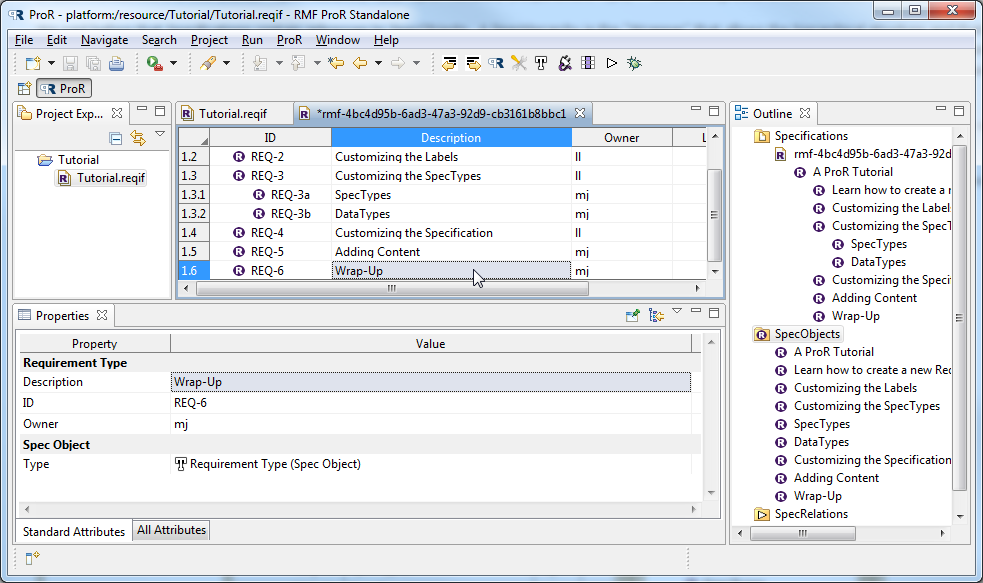 ProR - platform:/resource/Tutorial/Tutorial.reqif - RMF ProR Standalone
File Edit Navigate Search Project Run ProR Window Help
ProR
Project Exp...
Tutorial
Tutorial.reqif
Tutorial.reqif *rmf-4bc4d95b-6ad3-47a3-92d9-cb3161b8bbc1
ID Description Owner L
1.2 REQ-2 Customizing the Labels ll
1.3 REQ-3 Customizing the SpecTypes ll
1.3.1 REQ-3a SpecTypes mj
1.3.2 REQ-3b DataTypes mj
1.4 REQ-4 Customizing the Specification ll
1.5 REQ-5 Adding Content mj
1.6 REQ-6 Wrap-Up mj
Properties
Property Value
Requirement Type
Description Wrap-Up
ID REQ-6
Owner mj
Spec Object
Type Requirement Type (Spec Object)
Standard Attributes All Attributes
Outline
Specifications
rmf-4bc4d95b-6ad3-47a3-92d
A ProR Tutorial
Learn how to create a r
Customizing the Label
Customizing the SpecT
SpecTypes
DataTypes
Customizing the Specif
Adding Content
Wrap-Up
SpecObjects
A ProR Tutorial
Learn how to create a new Rec
Customizing the Labels
Customizing the SpecTypes
SpecTypes
DataTypes
Customizing the Specification
Adding Content
Wrap-Up
SpecRelations